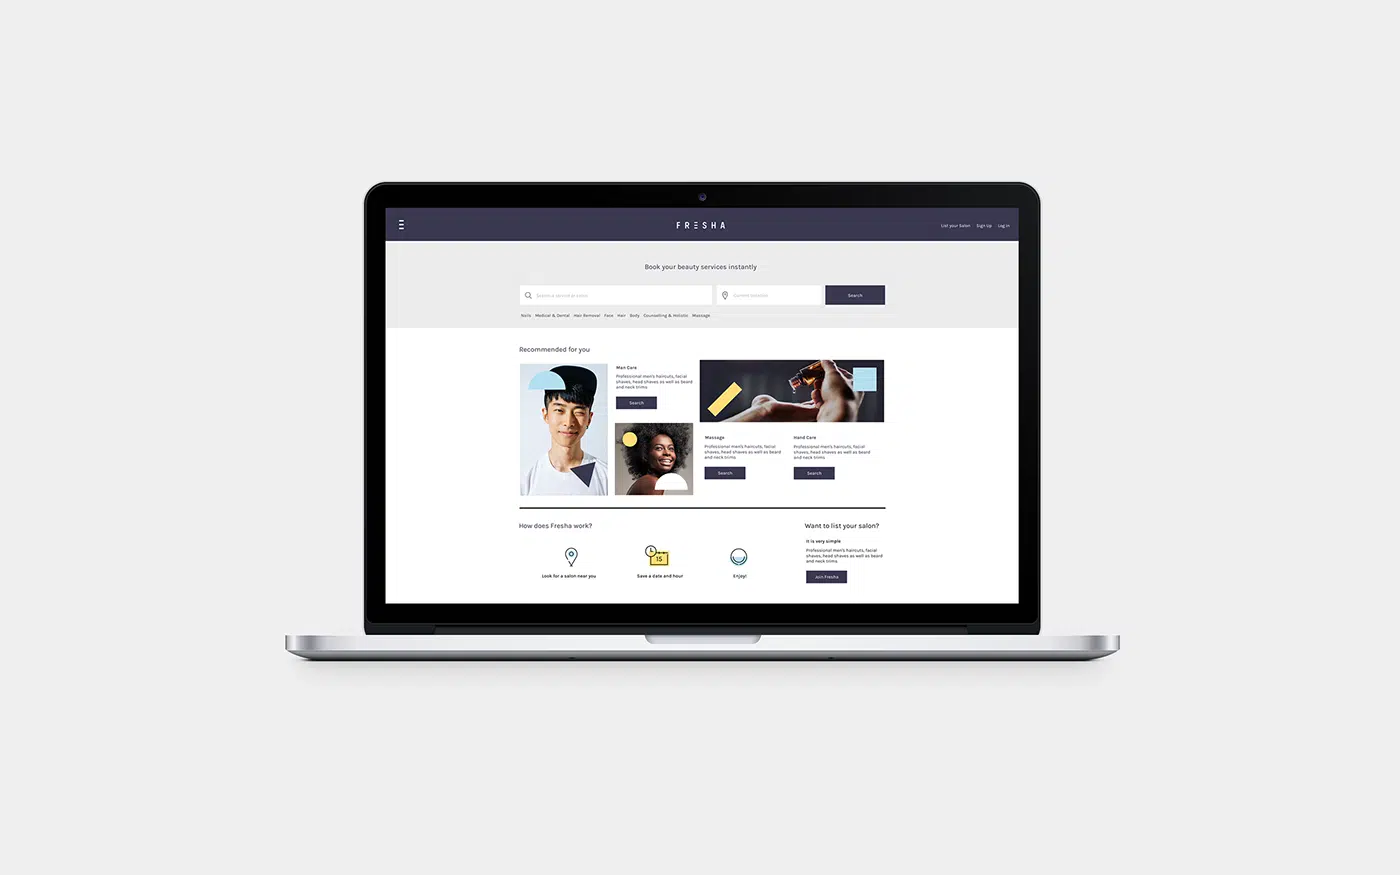 FRESHA
List your Salon Sign Up Log in
Book your beauty services instantly
Search a service or venue
Current location
Search
Nails Medical & Dental Hair Removal Face Hair Body Counselling & Holistic Massage
Recommended for you
Man Care
Professional men's haircuts, facial
shaves, head shaves as well as beard
and neck trims
Search
Massage
Professional men's haircuts, facial
shaves, head shaves as well as beard
and neck trims
Search
Hand Care
Professional men's haircuts, facial
shaves, head shaves as well as beard
and neck trims
Search
How does Fresha work?
15
Look for a salon near you
Save a date and hour
Enjoy!
Want to list your salon?
It is very simple
Professional men's haircuts, facial
shaves, head shaves as well as beard
and neck trims
Join Fresha